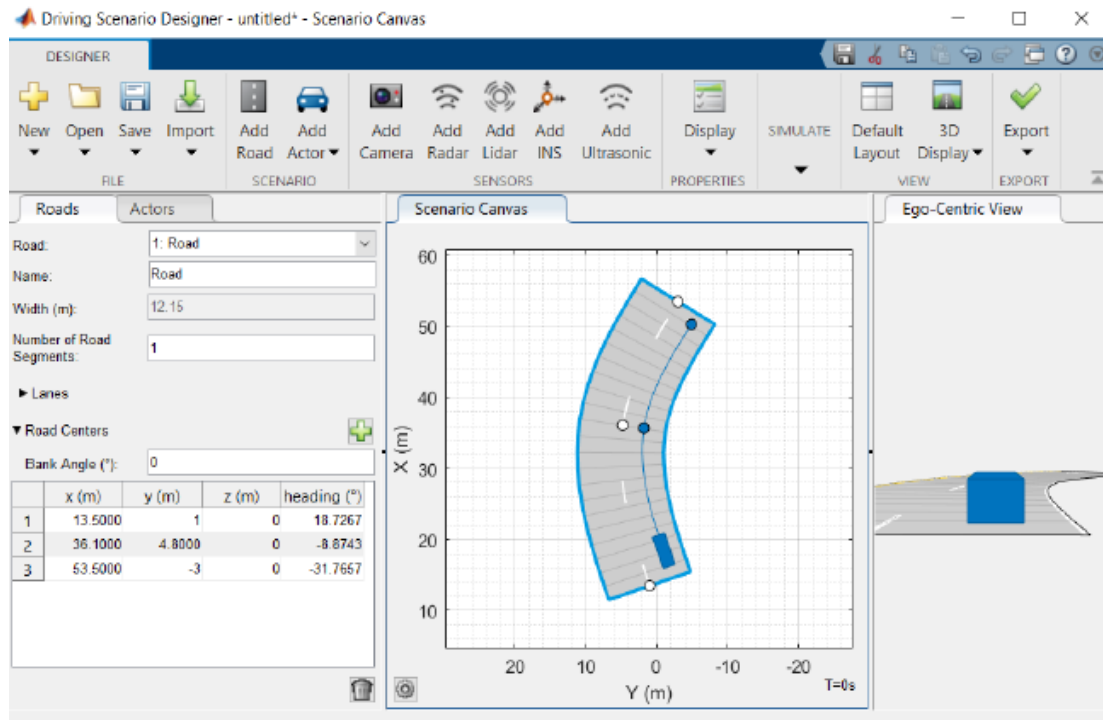 Driving Scenario Designer - untitled* - Scenario Canvas
DESIGNER
New Open Save Import Add Road Add Actor Add Camera Add Radar Add Lidar Add INS Add Ultrasonic Display SIMULATE Default Layout 3D Display Export
FILE SCENARIO SENSORS PROPERTIES VIEW EXPORT
Roads Actors
Road: 1: Road
Name: Road
Width (m): 12.15
Number of Road Segments: 1
Lanes
Road Centers
Bank Angle (°): 0
x (m) y (m) z (m) heading (°)
1 13.5000 1 0 18.7267
2 36.1000 4.8000 0 -8.8743
3 53.5000 -3 0 -31.7657
Scenario Canvas
60
50
40
30
20
10
X (m)
20 10 0 -10 -20
Y (m)
T=0s
Ego-Centric View